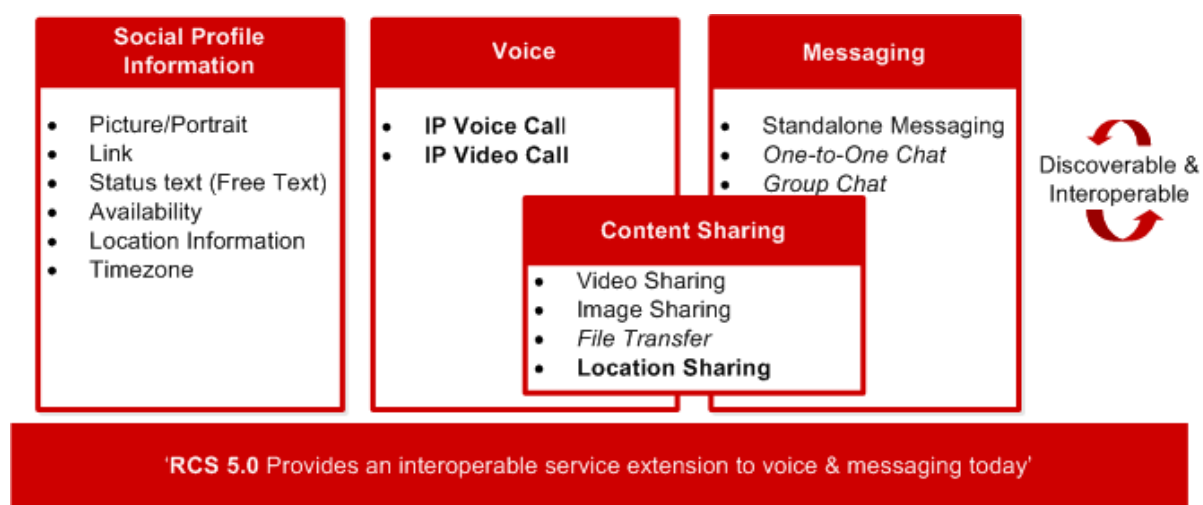 Social Profile
Information
• Picture/Portrait
• Link
• Status text (Free Text)
• Availability
• Location Information
• Timezone
Voice
• IP Voice Call
• IP Video Call
Messaging
• Standalone Messaging
• One-to-One Chat
• Group Chat
Content Sharing
• Video Sharing
• Image Sharing
• File Transfer
• Location Sharing
Discoverable &
Interoperable
‘RCS 5.0 Provides an interoperable service extension to voice & messaging today’